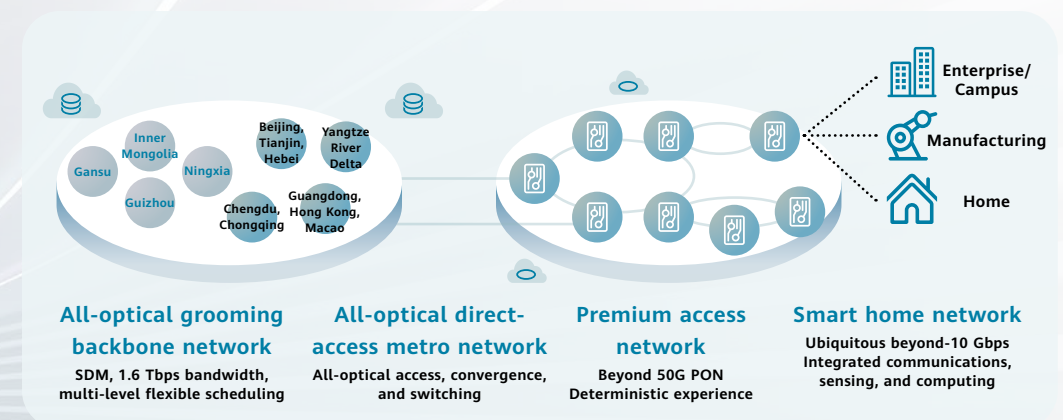 Gansu
Inner
Mongolia
Guizhou
Ningxia
Beijing,
Tianjin,
Hebei
Yangtze
River
Delta
Chengdu,
Chongqing
Guangdong,
Hong Kong,
Macao
Enterprise/
Campus
Manufacturing
Home
All-optical grooming
backbone network
SDM, 1.6 Tbps bandwidth,
multi-level flexible scheduling
All-optical direct-
access metro network
All-optical access, convergence,
and switching
Premium access
network
Beyond 50G PON
Deterministic experience
Smart home network
Ubiquitous beyond-10 Gbps
Integrated communications,
sensing, and computing